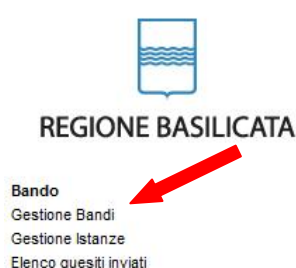 REGIONE BASILICATA
Bando
Gestione Bandi
Gestione Istanze
Elenco quesiti inviati